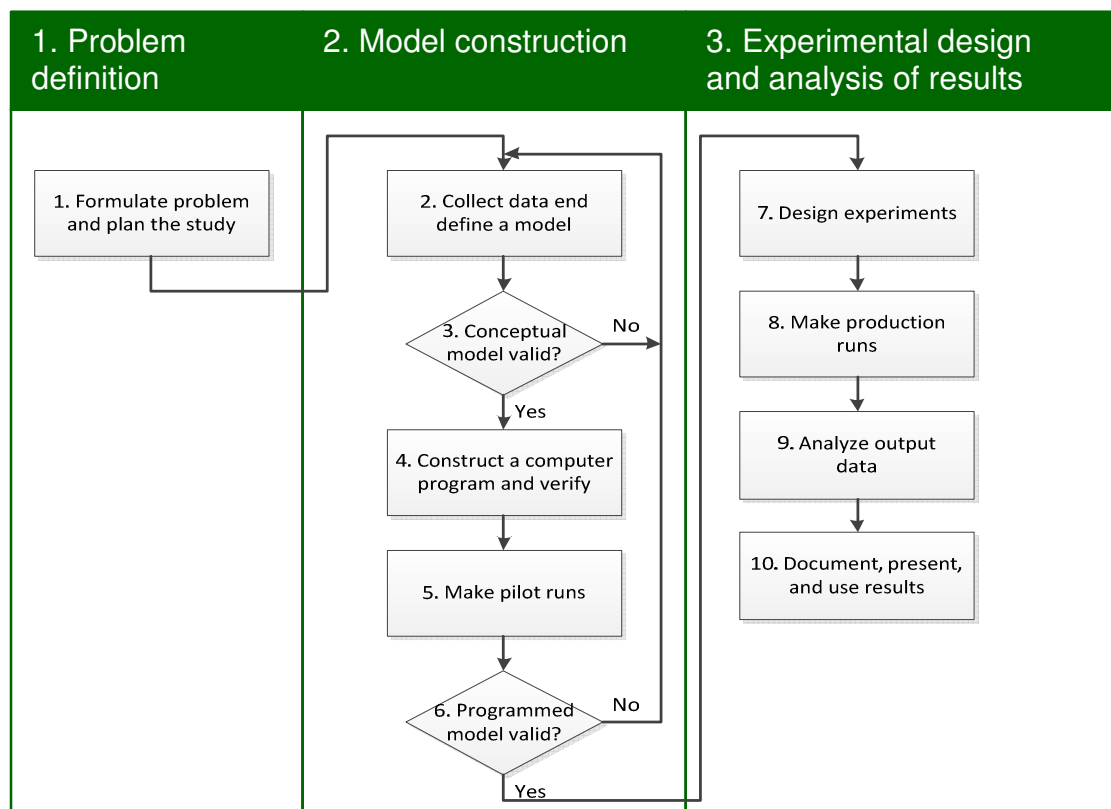 1. Problem
definition
2. Model construction
3. Experimental design
and analysis of results
1. Formulate problem
and plan the study
2. Collect data end
define a model
3. Conceptual
model valid?
No
Yes
4. Construct a computer
program and verify
5. Make pilot runs
6. Programmed
model valid?
No
Yes
7. Design experiments
8. Make production
runs
9. Analyze output
data
10. Document, present,
and use results